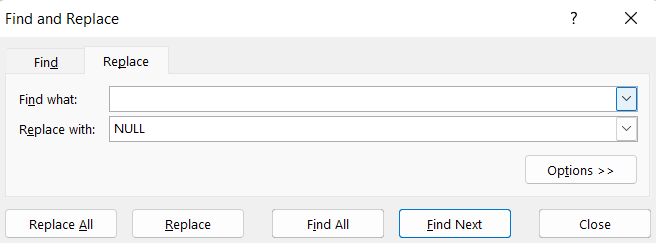 Find and Replace ?
Find Replace
Find what:
Replace with: NULL
Options >>
Replace All Replace Find All Find Next Close